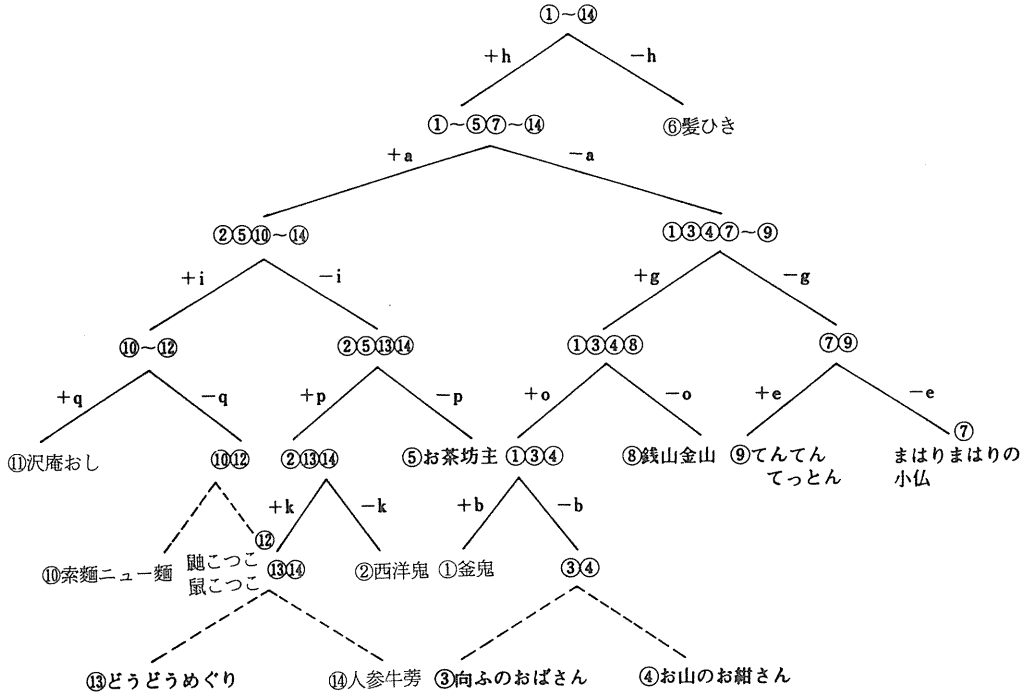 ①～⑭
＋h
－h
①～⑤⑦～⑭
⑥髪ひき
＋a
－a
②⑤⑩～⑭
①③④⑦～⑨
＋i
－i
＋g
－g
⑩～⑫
②⑤⑬⑭
①③④⑧
⑦⑨
＋q
－q
＋p
－p
＋o
－o
＋e
－e
⑪沢庵おし
⑩⑫
②⑬⑭
⑤お茶坊主
①③④
⑧銭山金山
⑨てんてん
てっとん
⑦
まはりまはりの
小仏
＋k
－k
＋b
－b
⑩素麺ニュー麺
⑫
鼬こつこ
鼠こつこ
⑬⑭
②西洋鬼
①釜鬼
③④
⑬どうどうめぐり
⑭人参牛蒡
③向ふのおばさん
④お山のお紺さん